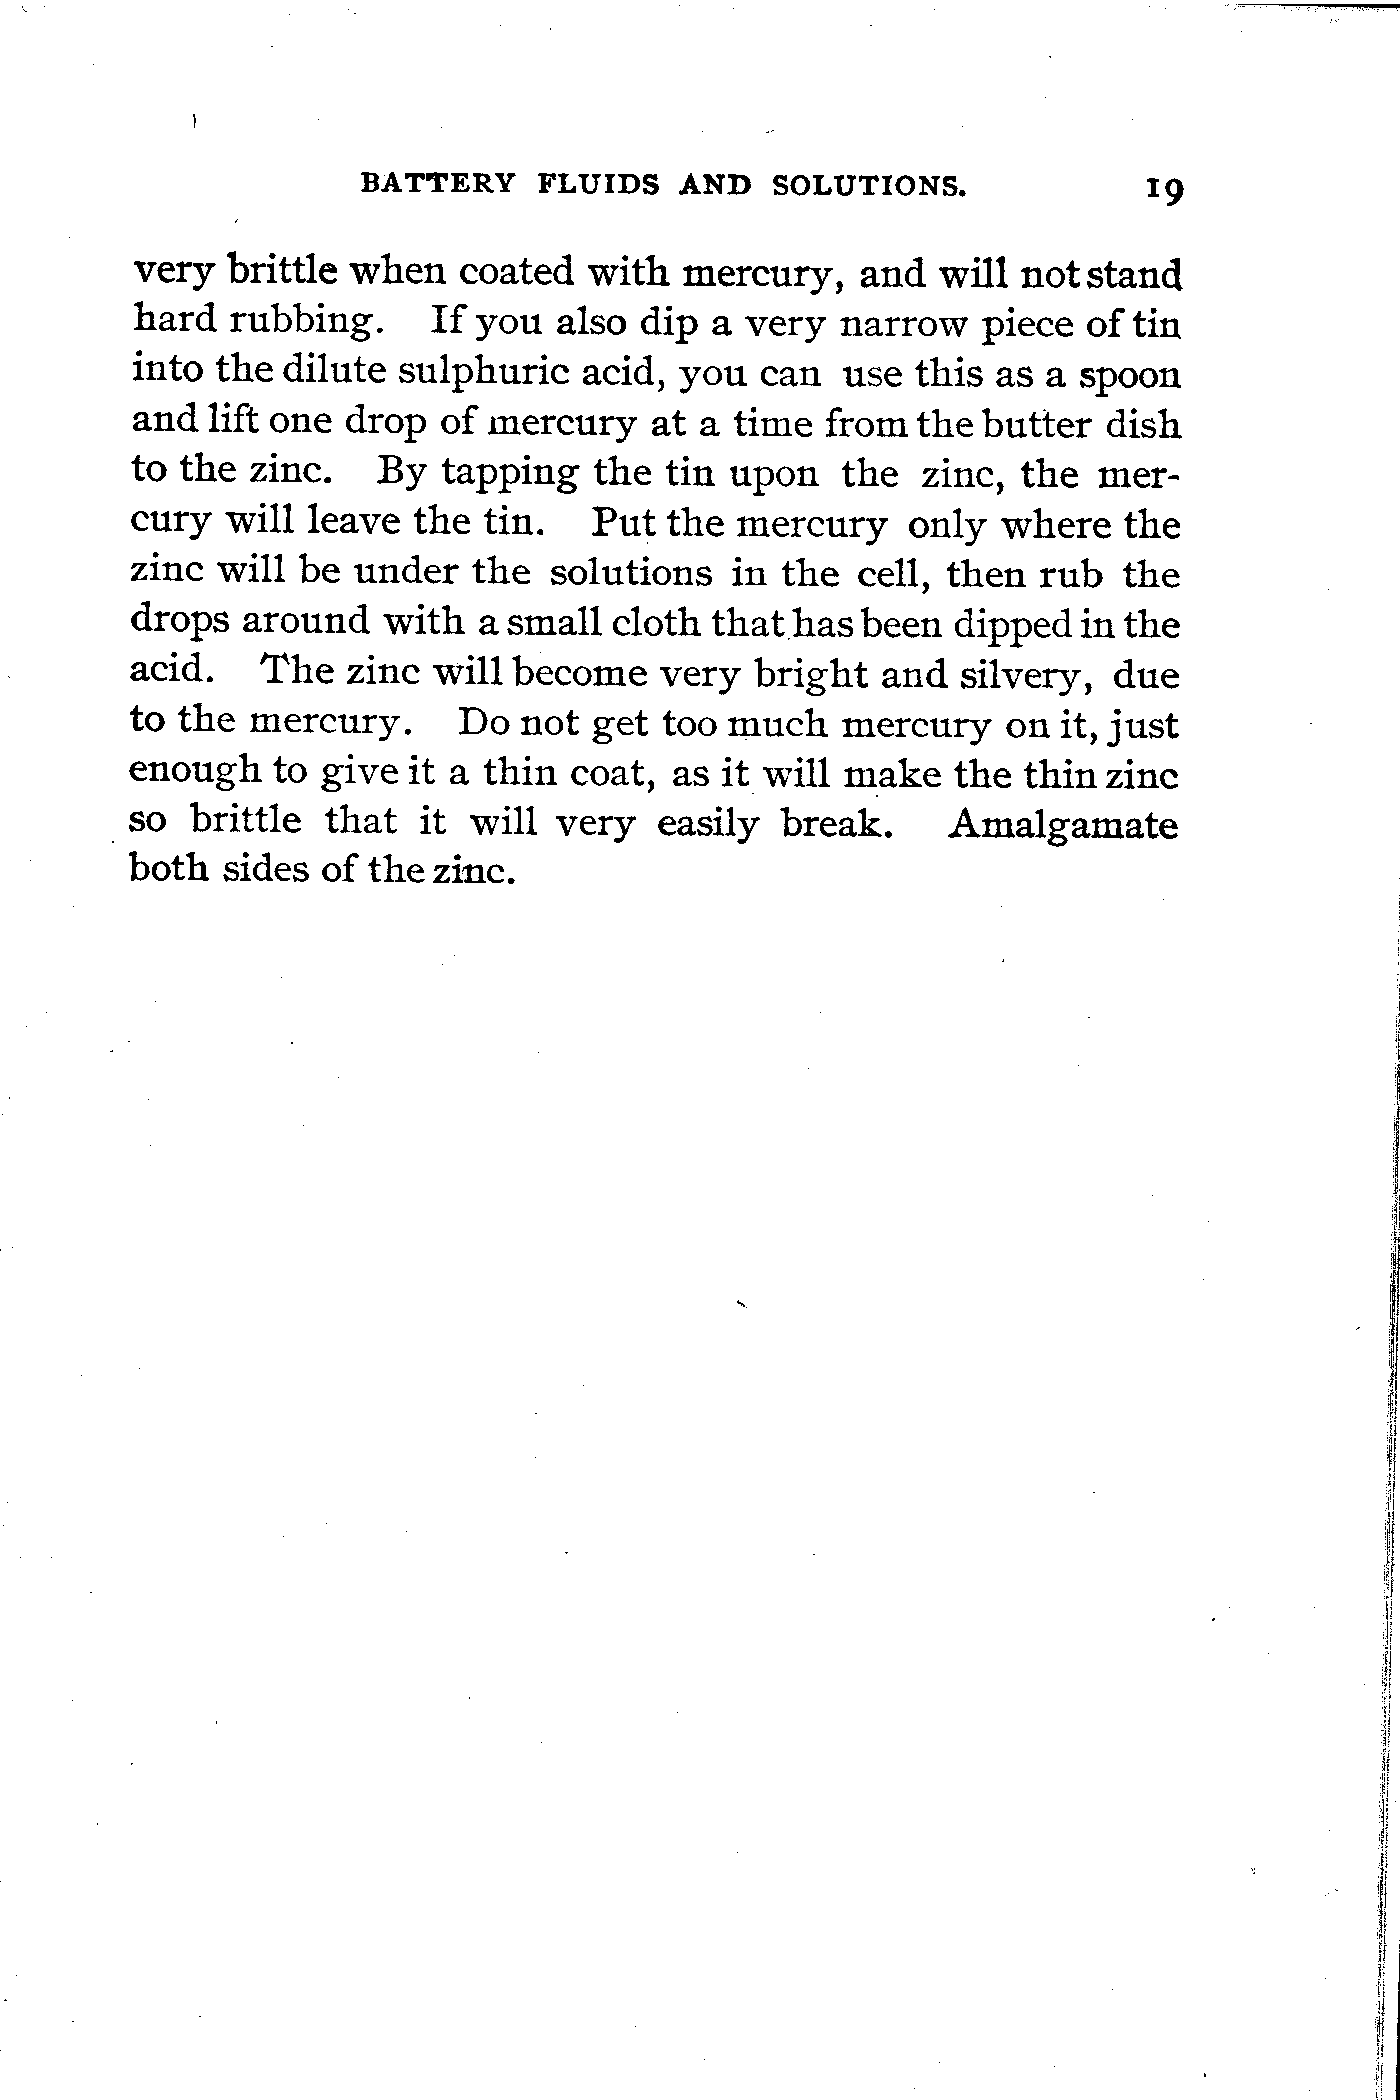 BATTERY FLUIDS AND SOLUTIONS. 19
very brittle when coated with mercury, and will not stand
hard rubbing. If you also dip a very narrow piece of tin
into the dilute sulphuric acid, you can use this as a spoon
and lift one drop of mercury at a time from the butter dish
to the zinc. By tapping the tin upon the zinc, the mer-
cury will leave the tin. Put the mercury only where the
zinc will be under the solutions in the cell, then rub the
drops around with a small cloth that has been dipped in the
acid. The zinc will become very bright and silvery, due
to the mercury. Do not get too much mercury on it, just
enough to give it a thin coat, as it will make the thin zinc
so brittle that it will very easily break. Amalgamate
both sides of the zinc.